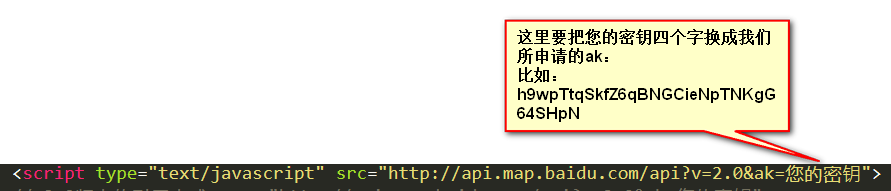 这里要把您的密钥四个字换成我们
所申请的ak：
比如：
h9wpTtqSkfZ6qBNGCieNpTNKgG
64SHpN
<script type="text/javascript" src="http://api.map.baidu.com/api?v=2.0&ak=您的密钥">